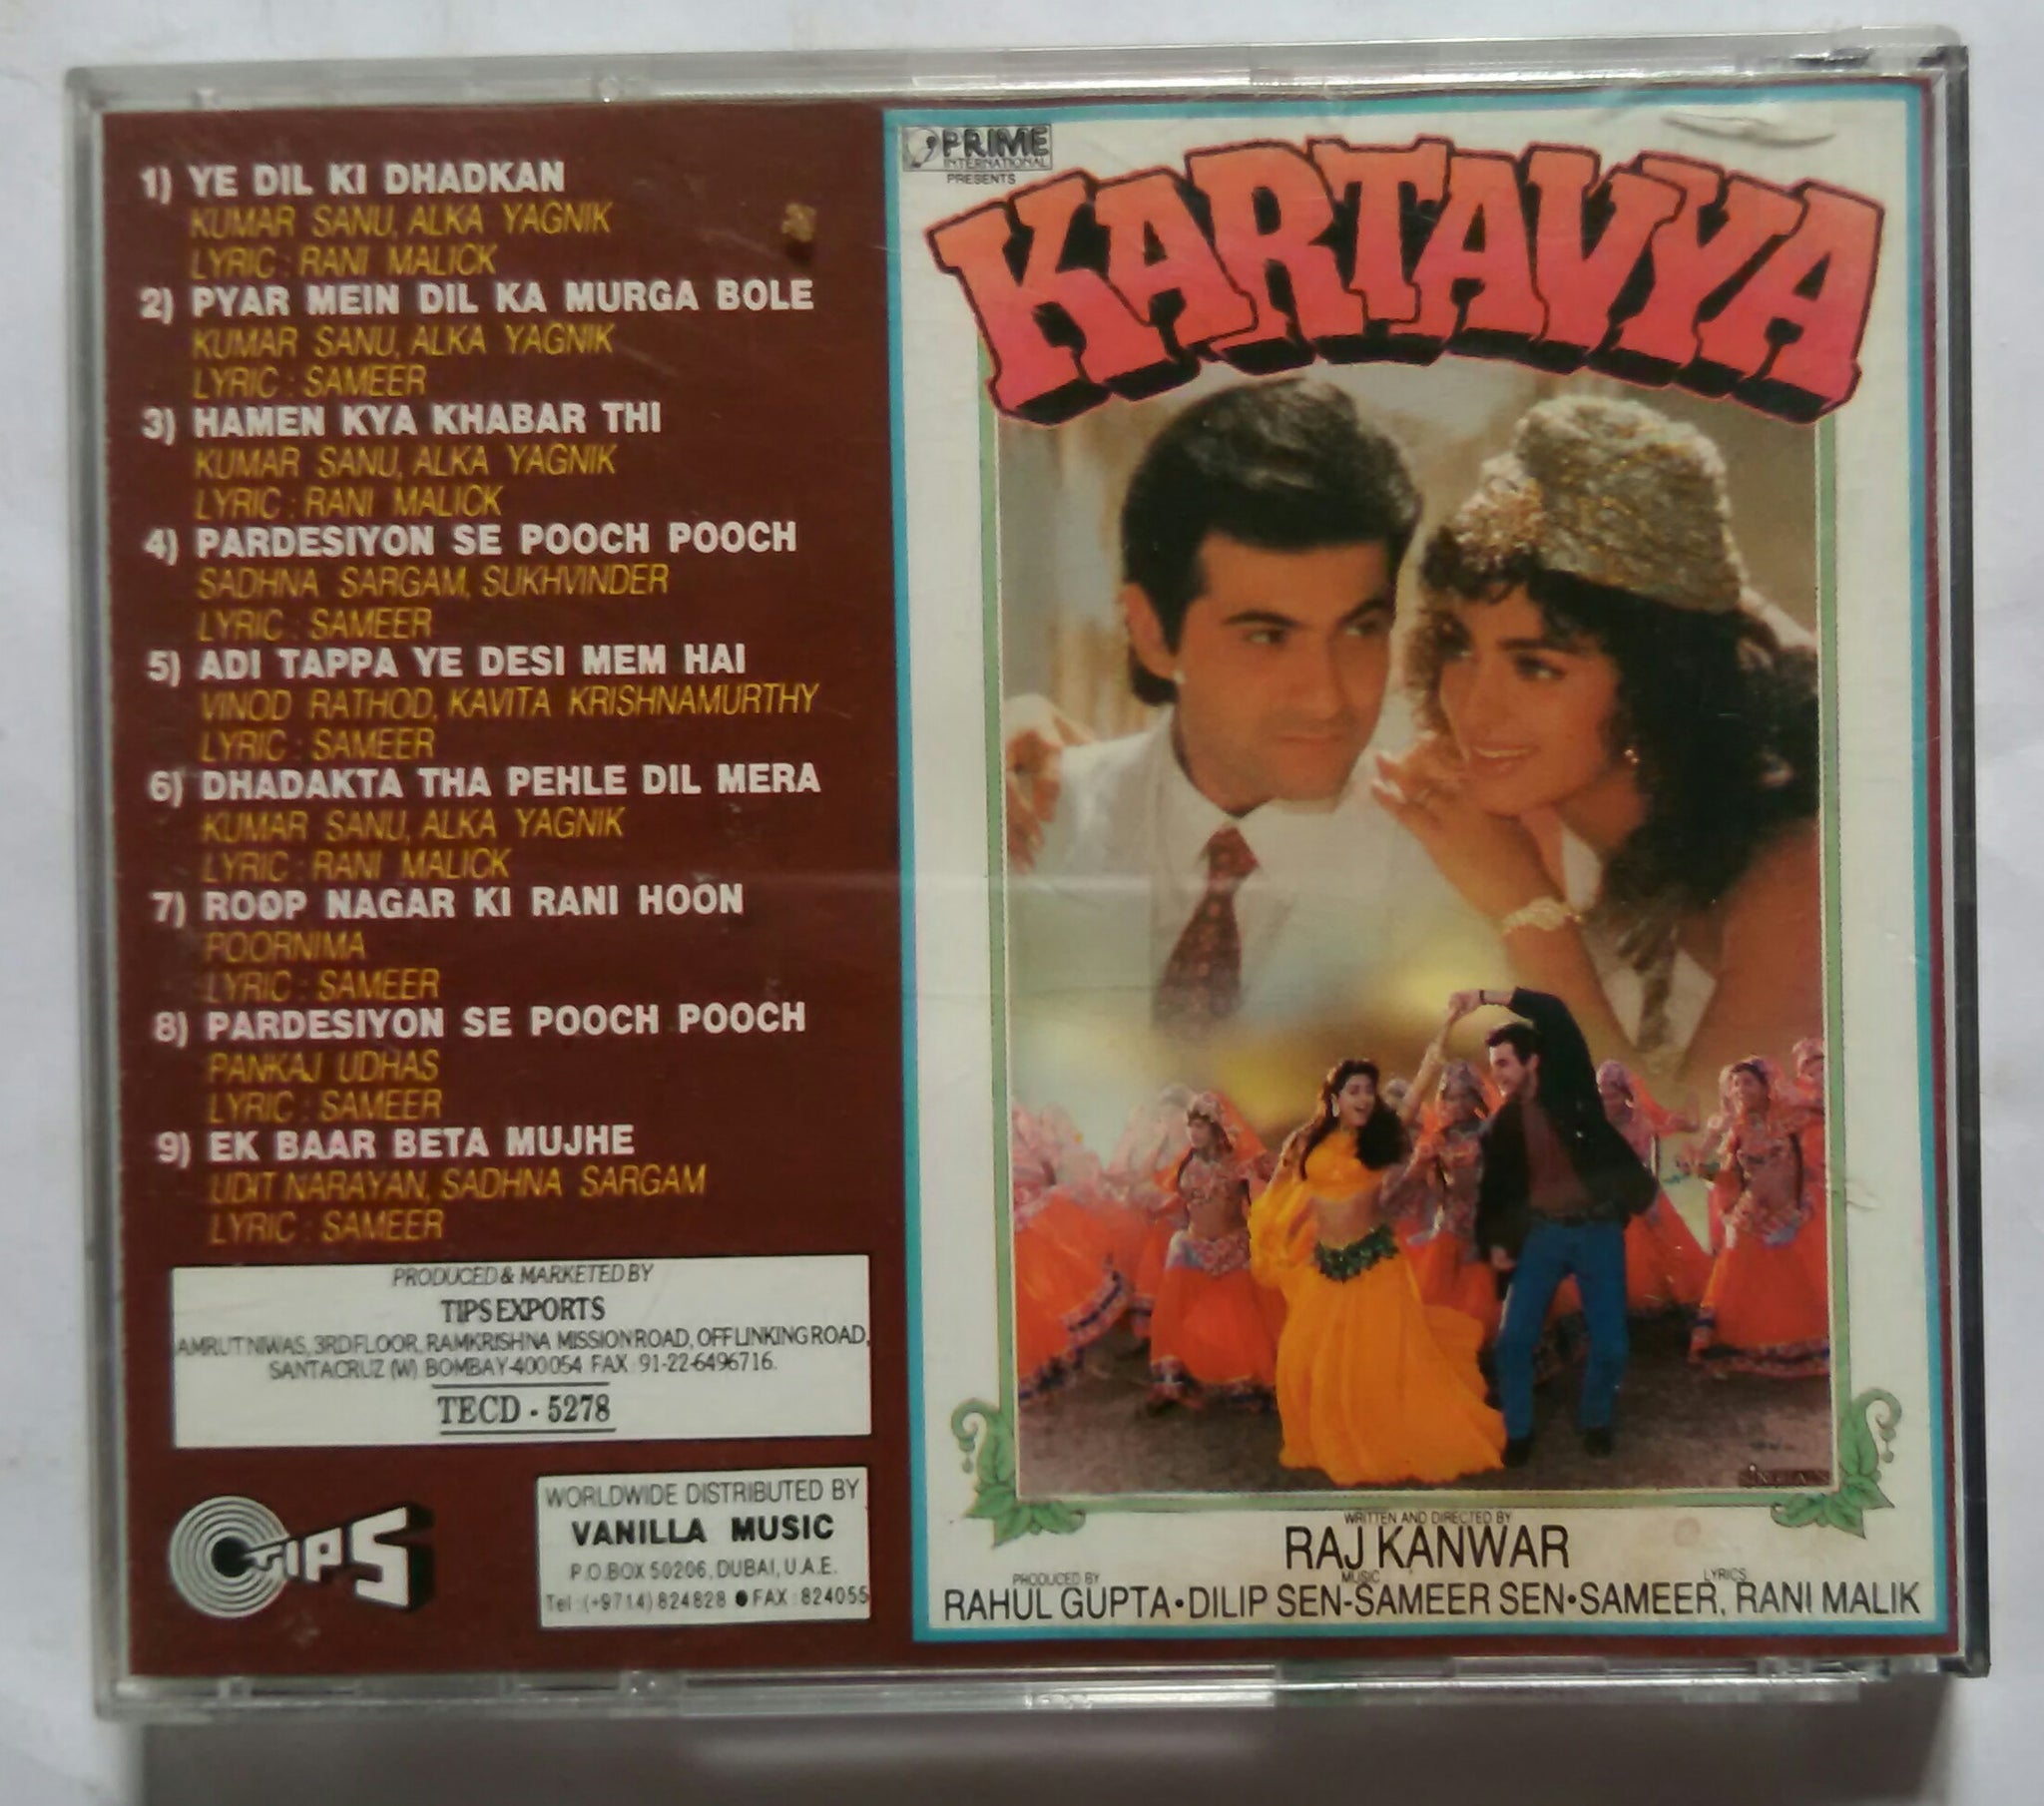 1) YE DIL KI DHADKAN
KUMAR SANU, ALKA YAGNIK
LYRIC : RANI MALICK
2) PYAR MEIN DIL KA MURGA BOLE
KUMAR SANU, ALKA YAGNIK
LYRIC : SAMEER
3) HAMEN KYA KHABAR THI
KUMAR SANU, ALKA YAGNIK
LYRIC : RANI MALICK
4) PARDESIYON SE POOCH POOCH
SADHNA SARGAM, SUKHVINDER
LYRIC : SAMEER
5) ADI TAPPA YE DESI MEM HAI
VINOD RATHOD, KAVITA KRISHNAMURTHY
LYRIC : SAMEER
6) DHADAKTA THA PEHLE DIL MERA
KUMAR SANU, ALKA YAGNIK
LYRIC : RANI MALICK
7) ROOP NAGAR KI RANI HOON
POORNIMA
LYRIC : SAMEER
8) PARDESIYON SE POOCH POOCH
PANKAJ UDHAS
LYRIC : SAMEER
9) EK BAAR BETA MUJHE
UDIT NARAYAN, SADHNA SARGAM
LYRIC : SAMEER
PRODUCED & MARKETED BY
TIPS EXPORTS
AMRUT NIWAS, 3RD FLOOR, RAMKRISHNA MISSION ROAD, OFF LINKING ROAD,
SANTACRUZ (W) BOMBAY-400054 FAX : 91-22-6496716.
TECD - 5278
TIPS
WORLDWIDE DISTRIBUTED BY
VANILLA MUSIC
P.O.BOX 50206, DUBAI, U.A.E.
Tel : (+9714) 824828 ● FAX : 824055
PRIME
INTERNATIONAL
PRESENTS
KARTAVYA
WRITTEN AND DIRECTED BY
RAJ KANWAR
PRODUCED BY MUSIC LYRICS
RAHUL GUPTA • DILIP SEN-SAMEER SEN • SAMEER, RANI MALIK